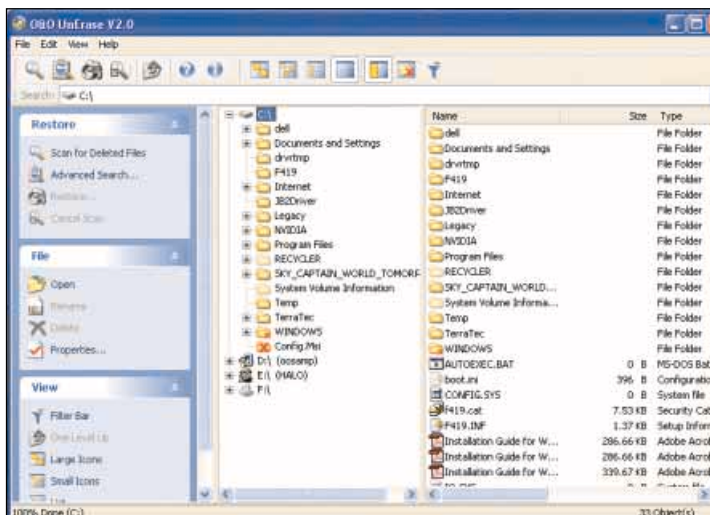 O&O UnErase V2.0
File Edit View Help
Search: C:\
Restore
Scan for Deleted Files
Advanced Search...
Restore...
Cancel Scan
File
Open
Rename
Delete
Properties...
View
Filter Bar
One Level Up
Large Icons
Small Icons
List
C:\
dell
Documents and Settings
drvrtmp
F419
Internet
JB2Driver
Legacy
NVIDIA
Program Files
RECYCLER
SKY_CAPTAIN_WORLD_TOMORF
System Volume Information
Temp
TerraTec
WINDOWS
Config.Msi
D:\ (oosamp)
E:\ (HALO)
F:\
Name Size Type
dell File Folder
Documents and Settings File Folder
drvrtmp File Folder
F419 File Folder
Internet File Folder
JB2Driver File Folder
Legacy File Folder
NVIDIA File Folder
Program Files File Folder
RECYCLER File Folder
SKY_CAPTAIN_WORLD... File Folder
System Volume Informa... File Folder
Temp File Folder
TerraTec File Folder
WINDOWS File Folder
AUTOEXEC.BAT 0 B MS-DOS Bat
boot.ini 396 B Configuratio
CONFIG.SYS 0 B System file
F419.cat 7.53 KB Security Cat
F419.INF 1.37 KB Setup Inform
Installation Guide for W... 286.66 KB Adobe Acrol
Installation Guide for W... 286.66 KB Adobe Acrol
Installation Guide for W... 339.67 KB Adobe Acrol
100% Done (C:) 33 Object(s)